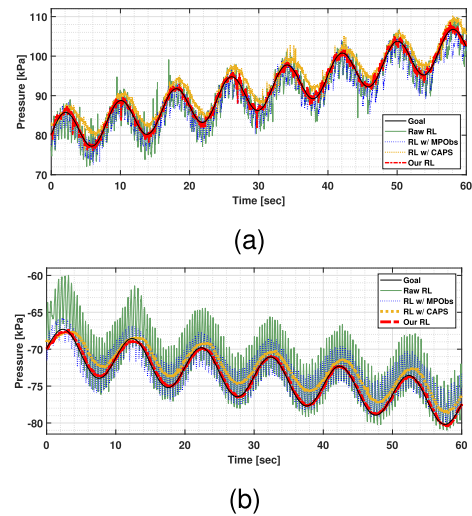 110
100
90
80
70
Pressure [kPa]
Goal
Raw RL
RL w/ MPObs
RL w/ CAPS
Our RL
0 10 20 30 40 50 60
Time [sec]
(a)
-60
-65
-70
-75
-80
Pressure [kPa]
Goal
Raw RL
RL w/ MPObs
RL w/ CAPS
Our RL
0 10 20 30 40 50 60
Time [sec]
(b)